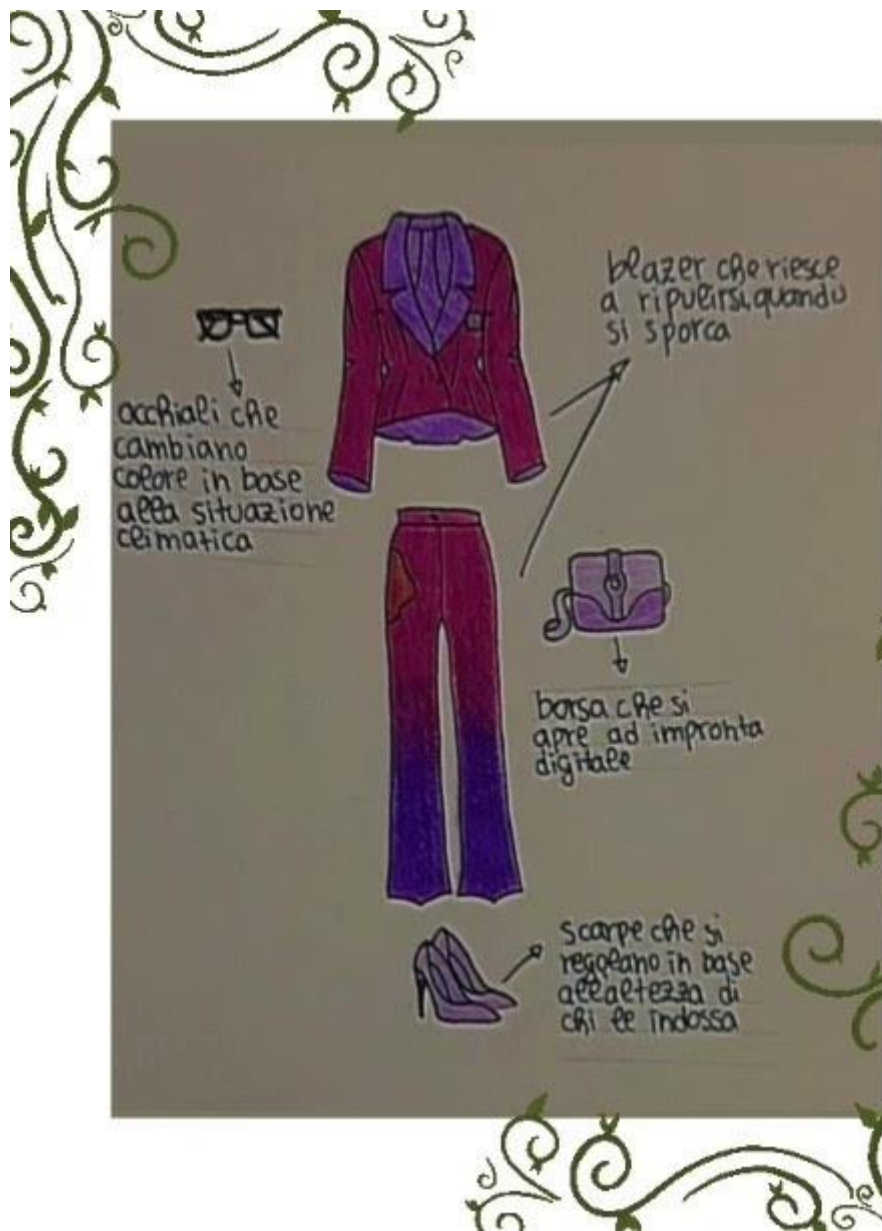 blazer che riesce
a ripulirsi, quando
si sporca
occhiali che
cambiano
colore in base
alla situazione
climatica
borsa che si
apre ad impronta
digitale
scarpe che si
regolano in base
all'altezza di
chi le indossa